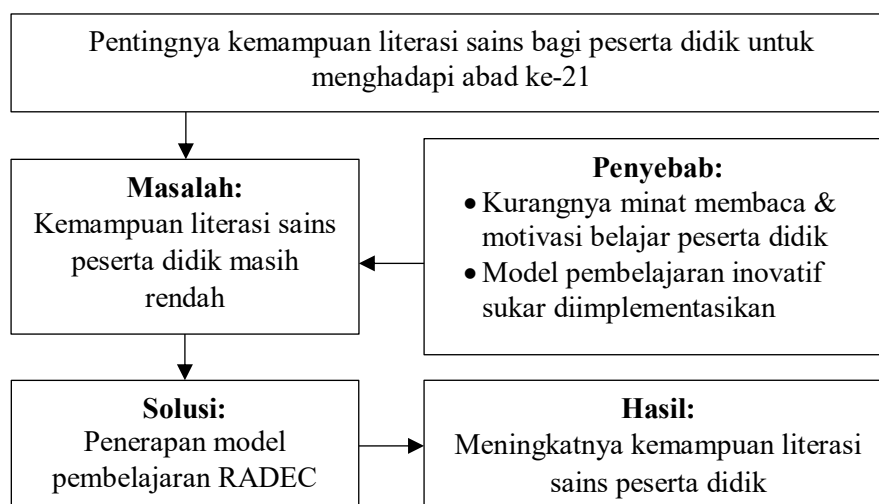 Pentingnya kemampuan literasi sains bagi peserta didik untuk
menghadapi abad ke-21
Masalah:
Kemampuan literasi sains
peserta didik masih
rendah
Penyebab:
• Kurangnya minat membaca &
motivasi belajar peserta didik
• Model pembelajaran inovatif
sukar diimplementasikan
Solusi:
Penerapan model
pembelajaran RADEC
Hasil:
Meningkatnya kemampuan literasi
sains peserta didik